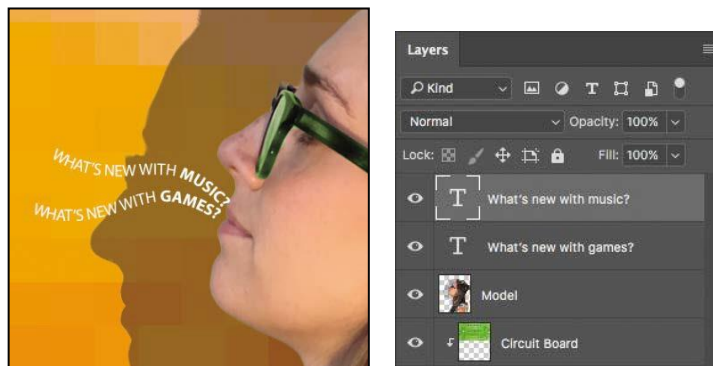 WHAT'S NEW WITH MUSIC?
WHAT'S NEW WITH GAMES?
Layers
Kind
T
Normal
Opacity: 100%
Lock:
Fill: 100%
T What's new with music?
T What's new with games?
Model
Circuit Board